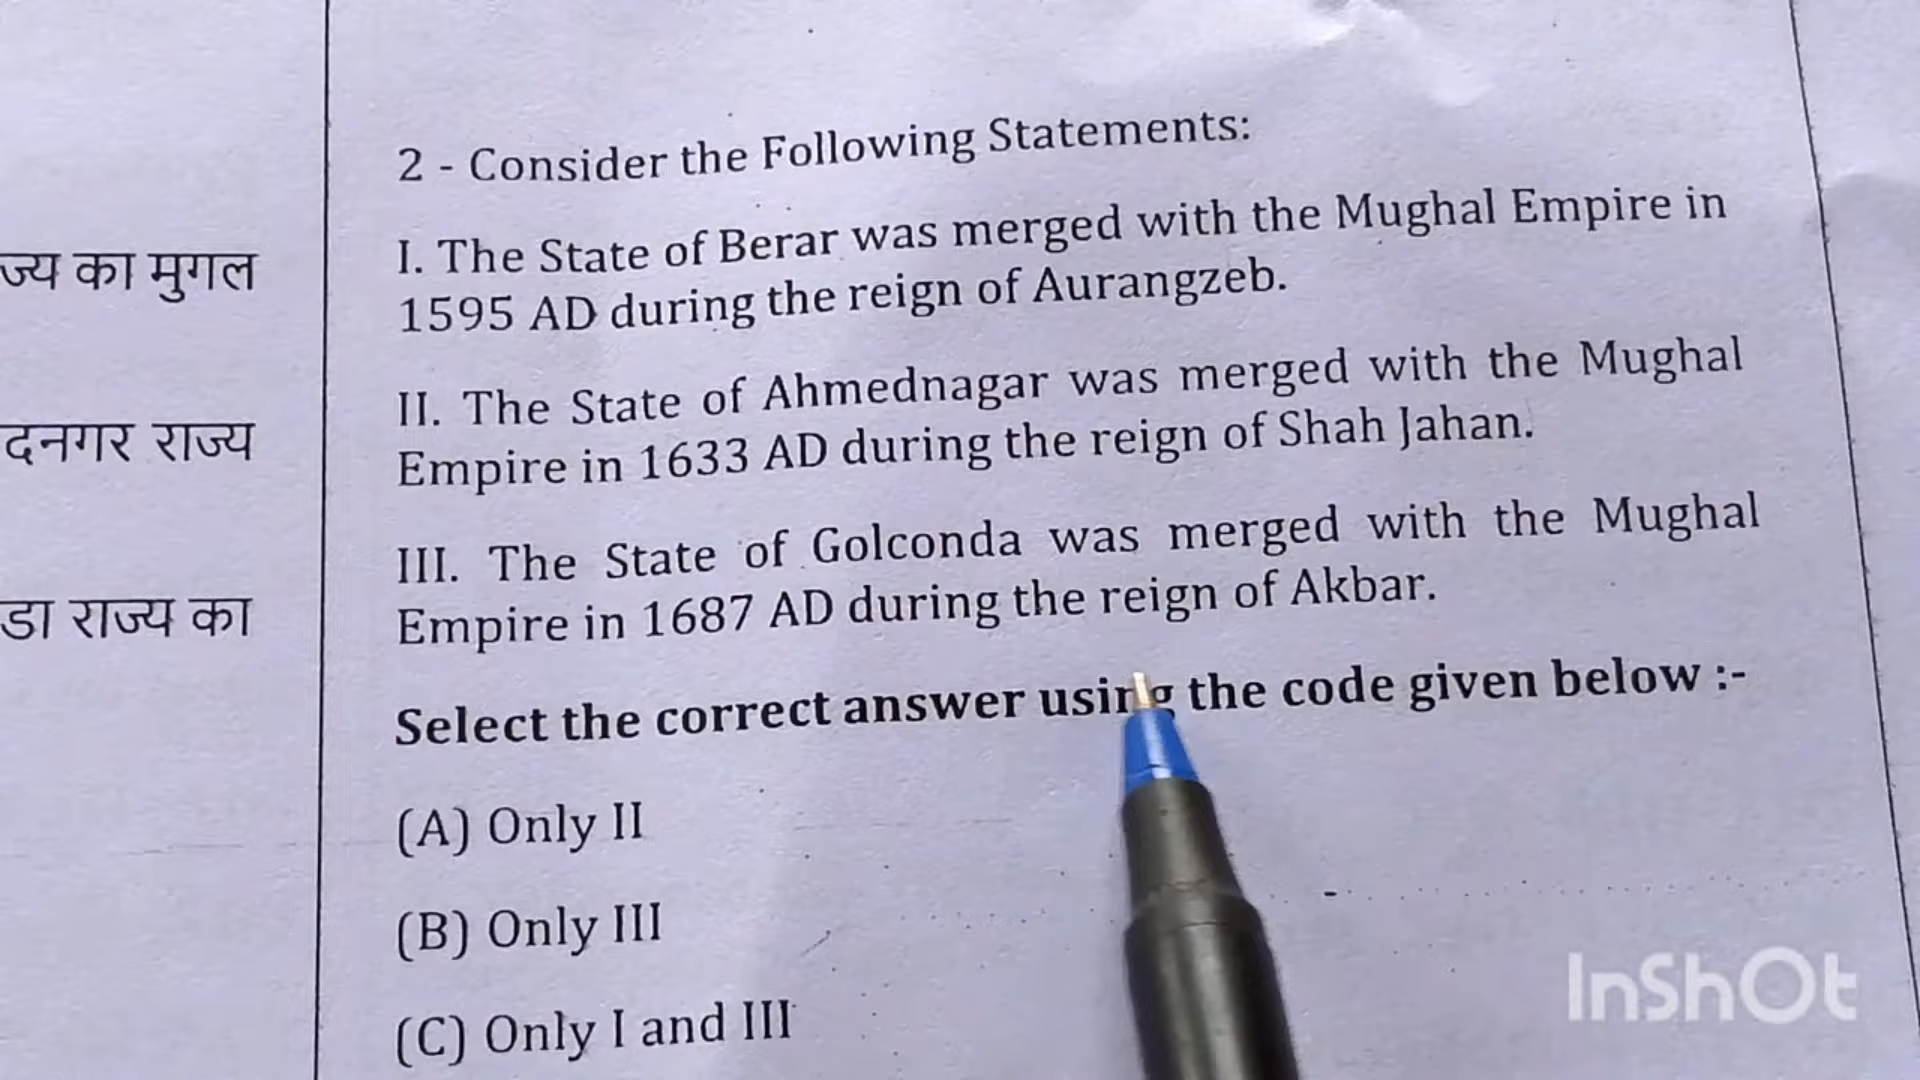 2 - Consider the Following Statements:
I. The State of Berar was merged with the Mughal Empire in
1595 AD during the reign of Aurangzeb.
II. The State of Ahmednagar was merged with the Mughal
Empire in 1633 AD during the reign of Shah Jahan.
III. The State of Golconda was merged with the Mughal
Empire in 1687 AD during the reign of Akbar.
Select the correct answer using the code given below :-
(A) Only II
(B) Only III
(C) Only I and III
ज्य का मुगल
दनगर राज्य
डा राज्य का
InShOt